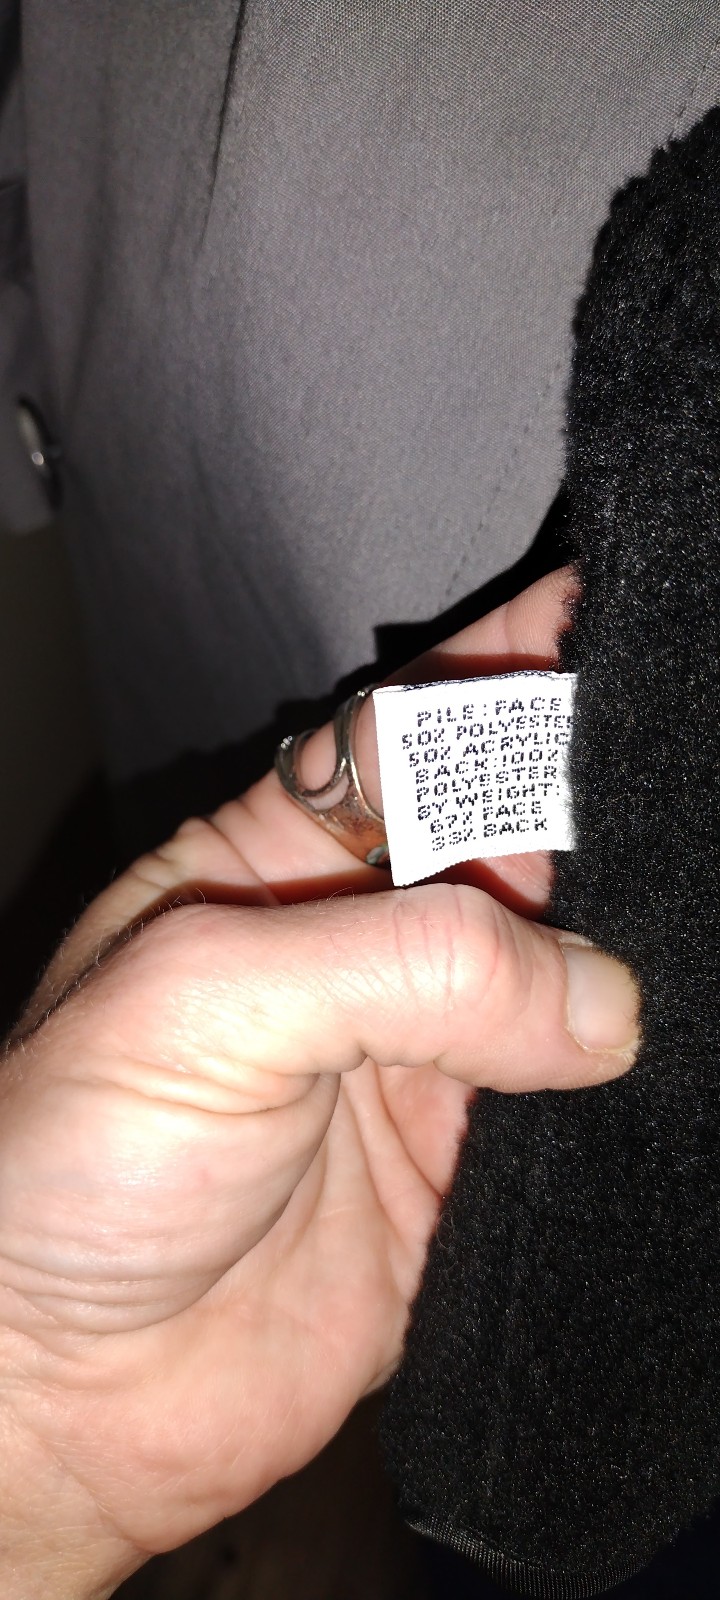 PILE: FACE
50% POLYESTER
50% ACRYLIC
BACK:100%
POLYESTER
BY WEIGHT:
67% FACE
33% BACK